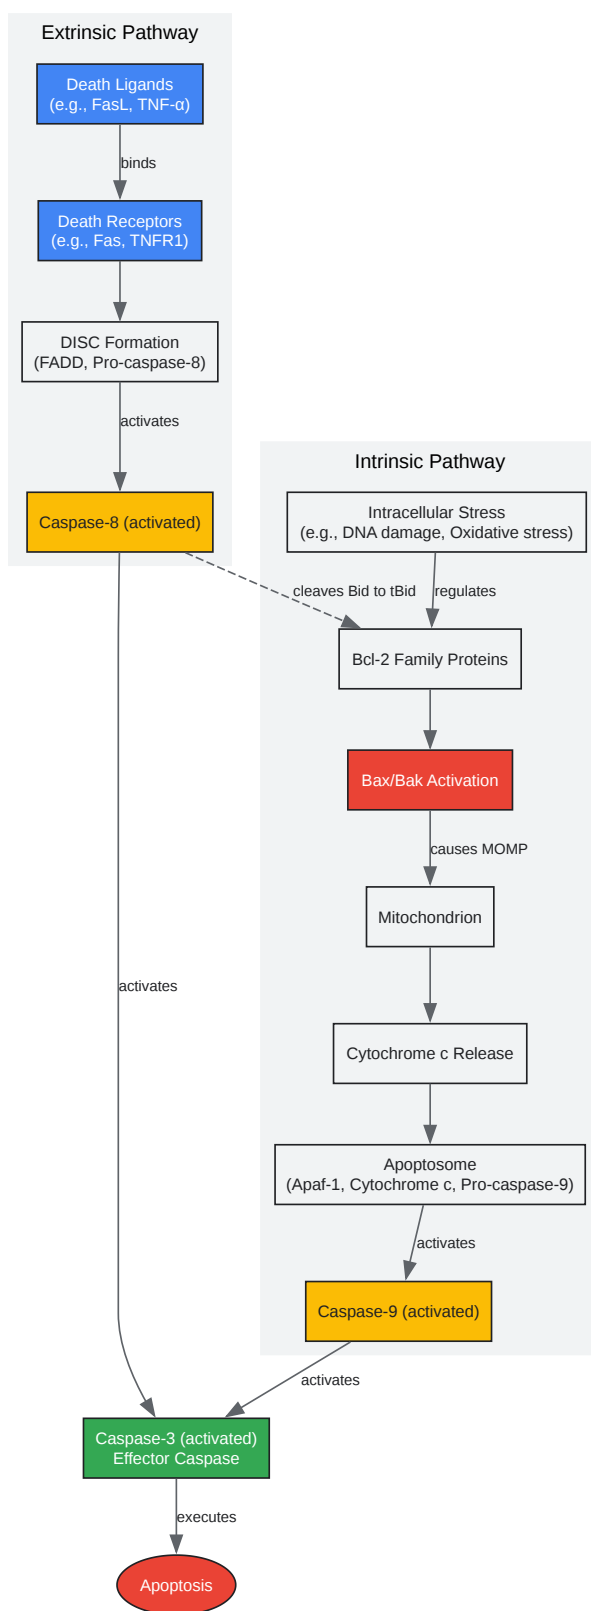 Extrinsic Pathway
Death Ligands
(e.g., FasL, TNF-α)
binds
Death Receptors
(e.g., Fas, TNFR1)
DISC Formation
(FADD, Pro-caspase-8)
activates
Caspase-8 (activated)
Intrinsic Pathway
Intracellular Stress
(e.g., DNA damage, Oxidative stress)
cleaves Bid to tBid
regulates
Bcl-2 Family Proteins
Bax/Bak Activation
causes MOMP
Mitochondrion
activates
Cytochrome c Release
Apoptosome
(Apaf-1, Cytochrome c, Pro-caspase-9)
activates
Caspase-9 (activated)
activates
Caspase-3 (activated)
Effector Caspase
executes
Apoptosis